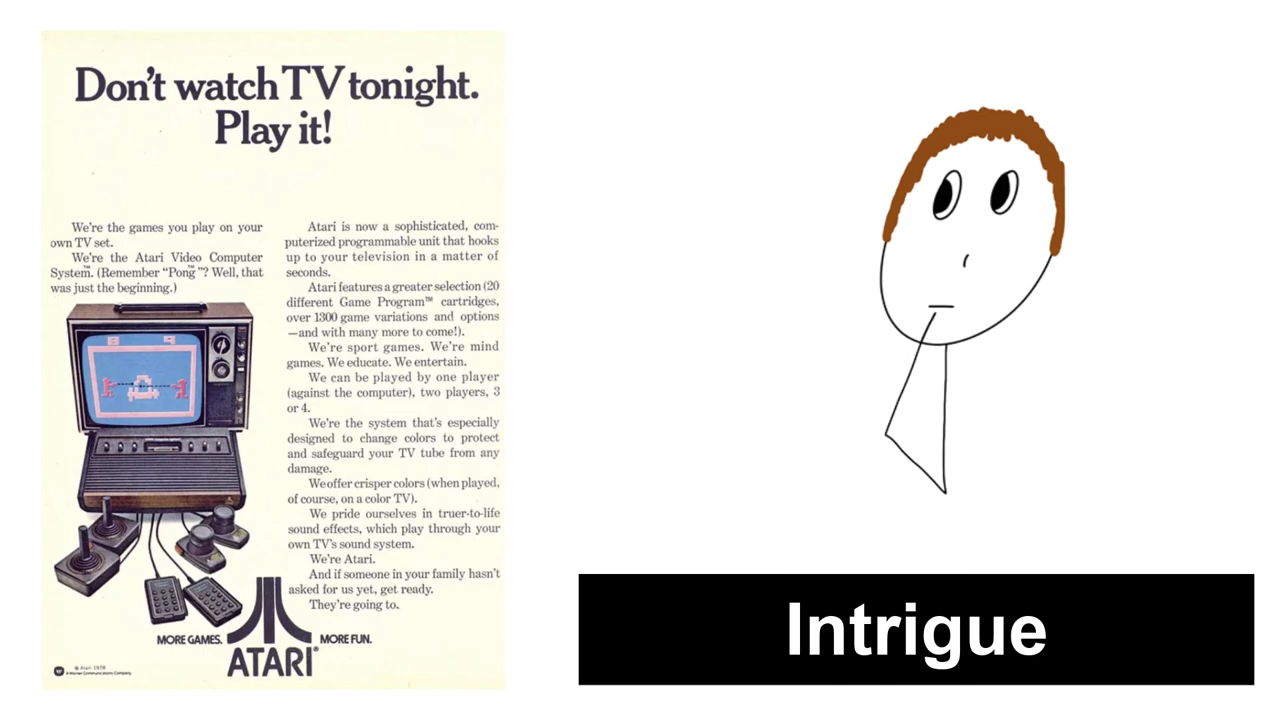 Don't watch TV tonight.
Play it!
We're the games you play on your
own TV set.
We're the Atari Video Computer
System.™ (Remember “Pong™”? Well, that
was just the beginning.)
Atari is now a sophisticated, com-
puterized programmable unit that hooks
up to your television in a matter of
seconds.
Atari features a greater selection (20
different Game Program™ cartridges,
over 1300 game variations and options
—and with many more to come!).
We're sport games. We're mind
games. We educate. We entertain.
We can be played by one player
(against the computer), two players, 3
or 4.
We're the system that's especially
designed to change colors to protect
and safeguard your TV tube from any
damage.
We offer crisper colors (when played,
of course, on a color TV).
We pride ourselves in truer-to-life
sound effects, which play through your
own TV's sound system.
We're Atari.
And if someone in your family hasn't
asked for us yet, get ready.
They're going to.
MORE GAMES. MORE FUN.
ATARI®
© Atari 1978
A Warner Communications Company.
Intrigue